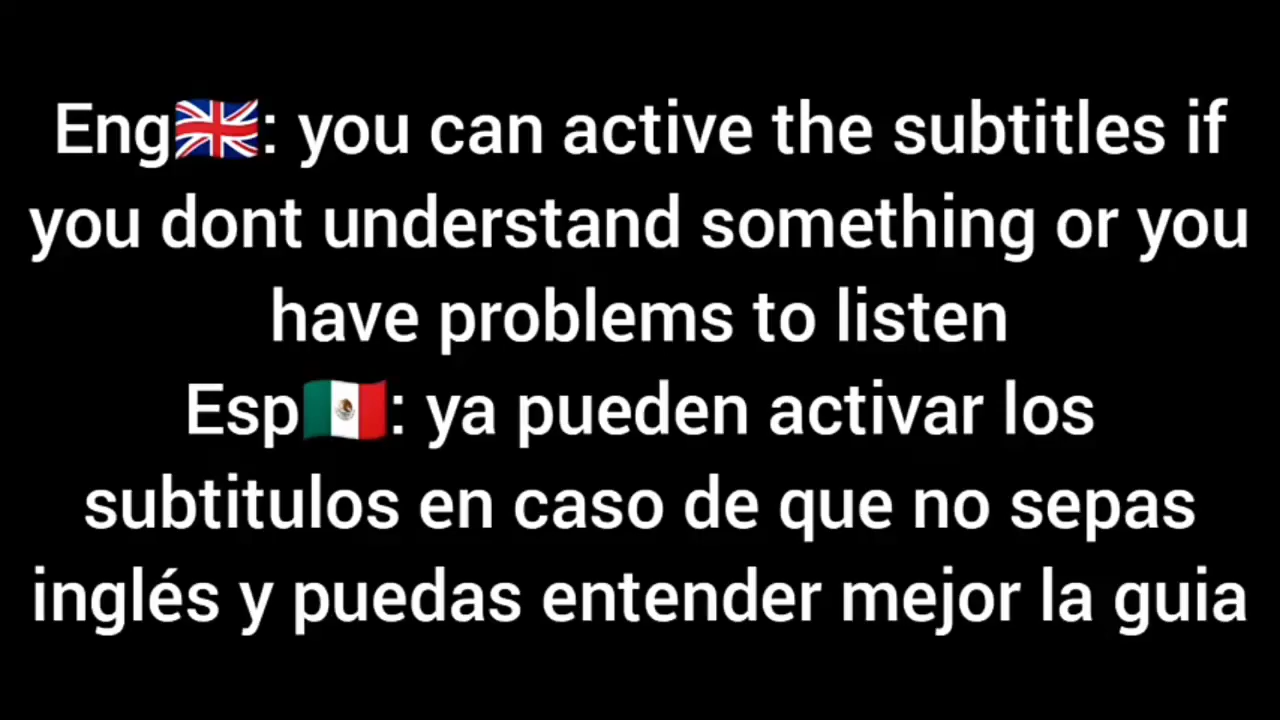 Eng🇬🇧: you can active the subtitles if
you dont understand something or you
have problems to listen
Esp🇲🇽: ya pueden activar los
subtitulos en caso de que no sepas
inglés y puedas entender mejor la guia